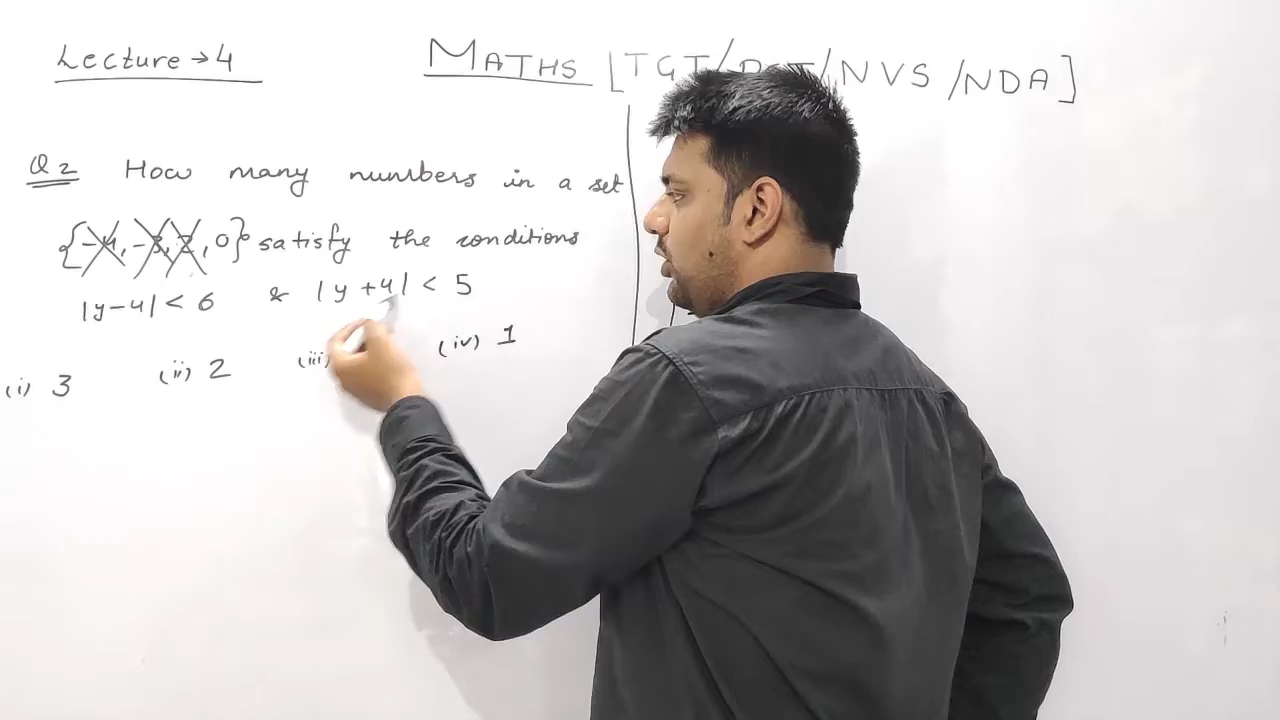 Lecture → 4
MATHS [TGT/PGT/NVS/NDA]
Q2 How many numbers in a set
{-4, -3, 2, 0} satisfy the conditions
|y-4| < 6 & |y+4| < 5
(i) 3 (ii) 2 (iii) (iv) 1